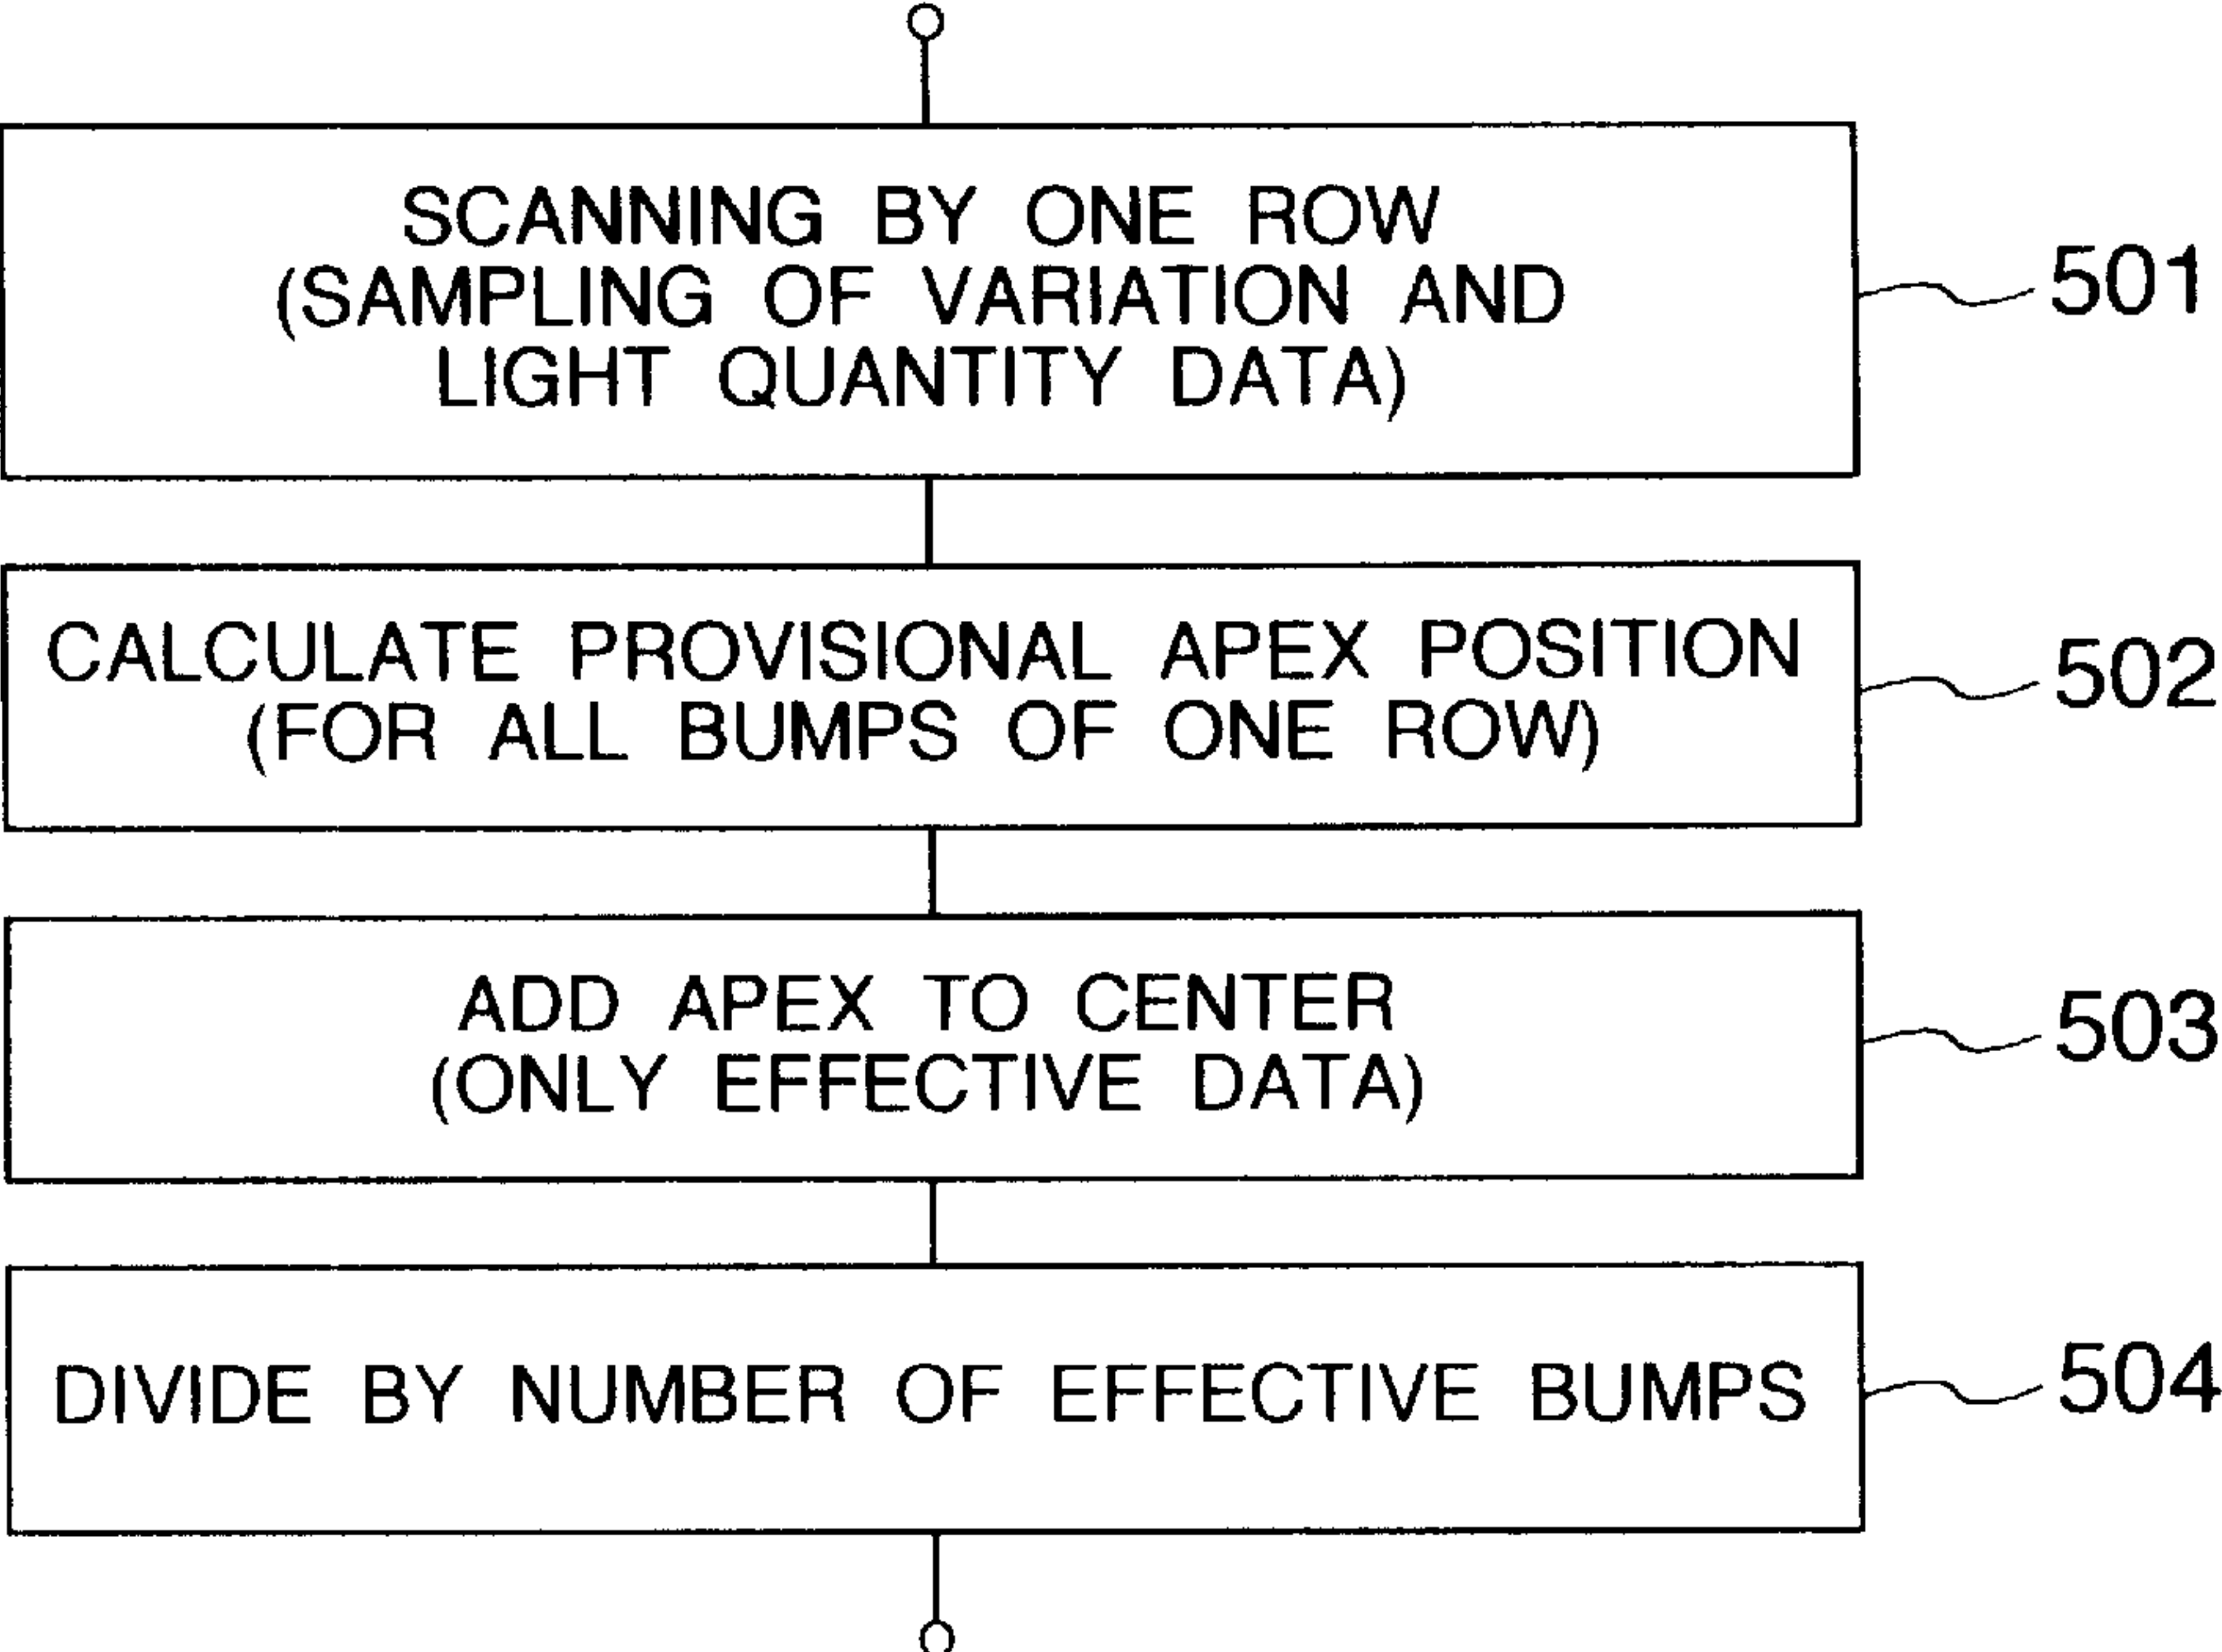 SCANNING BY ONE ROW
(SAMPLING OF VARIATION AND
LIGHT QUANTITY DATA)
501
CALCULATE PROVISIONAL APEX POSITION
(FOR ALL BUMPS OF ONE ROW)
502
ADD APEX TO CENTER
(ONLY EFFECTIVE DATA)
503
DIVIDE BY NUMBER OF EFFECTIVE BUMPS
504